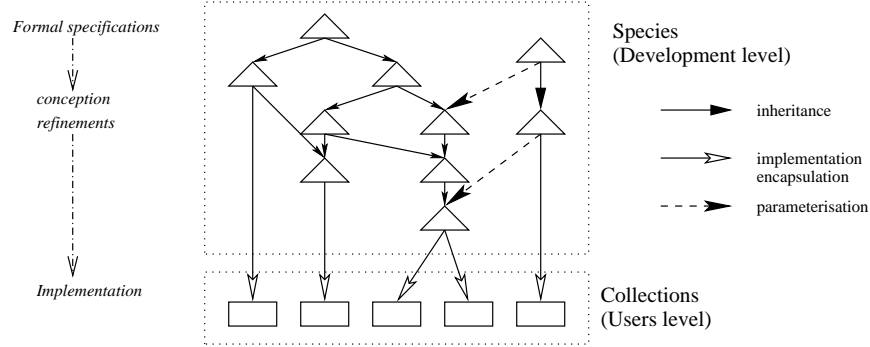 Formal specifications
conception
refinements
Implementation
Species
(Development level)
inheritance
implementation
encapsulation
parameterisation
Collections
(Users level)